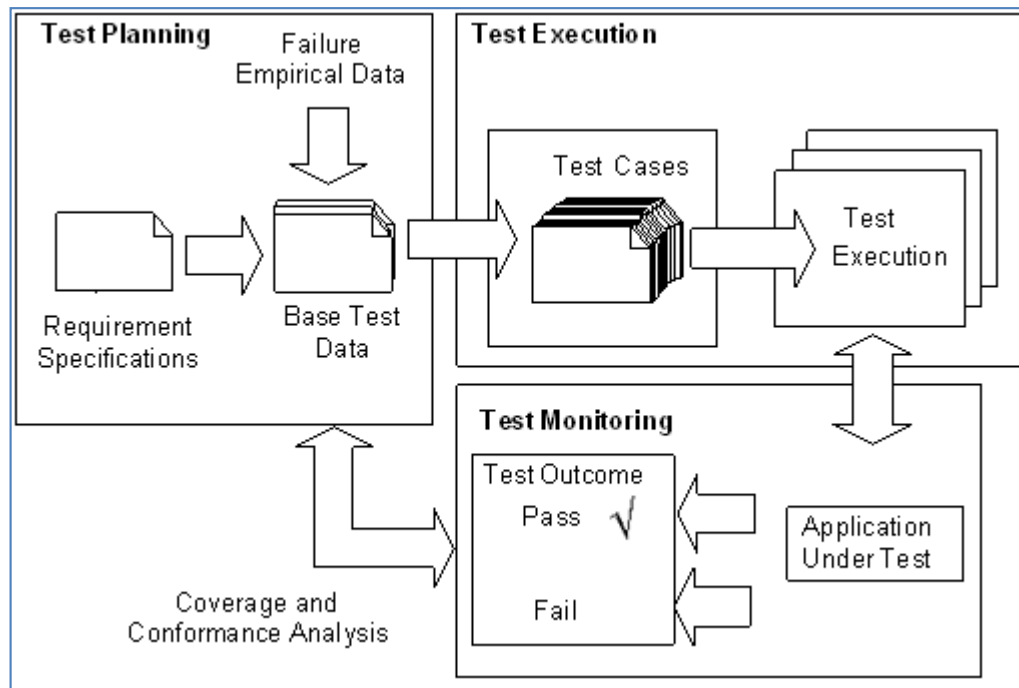 Test Planning
Failure
Empirical Data
Requirement
Specifications
Base Test
Data
Test Execution
Test Cases
Test
Execution
Test Monitoring
Test Outcome
Pass √
Fail
Application
Under Test
Coverage and
Conformance Analysis